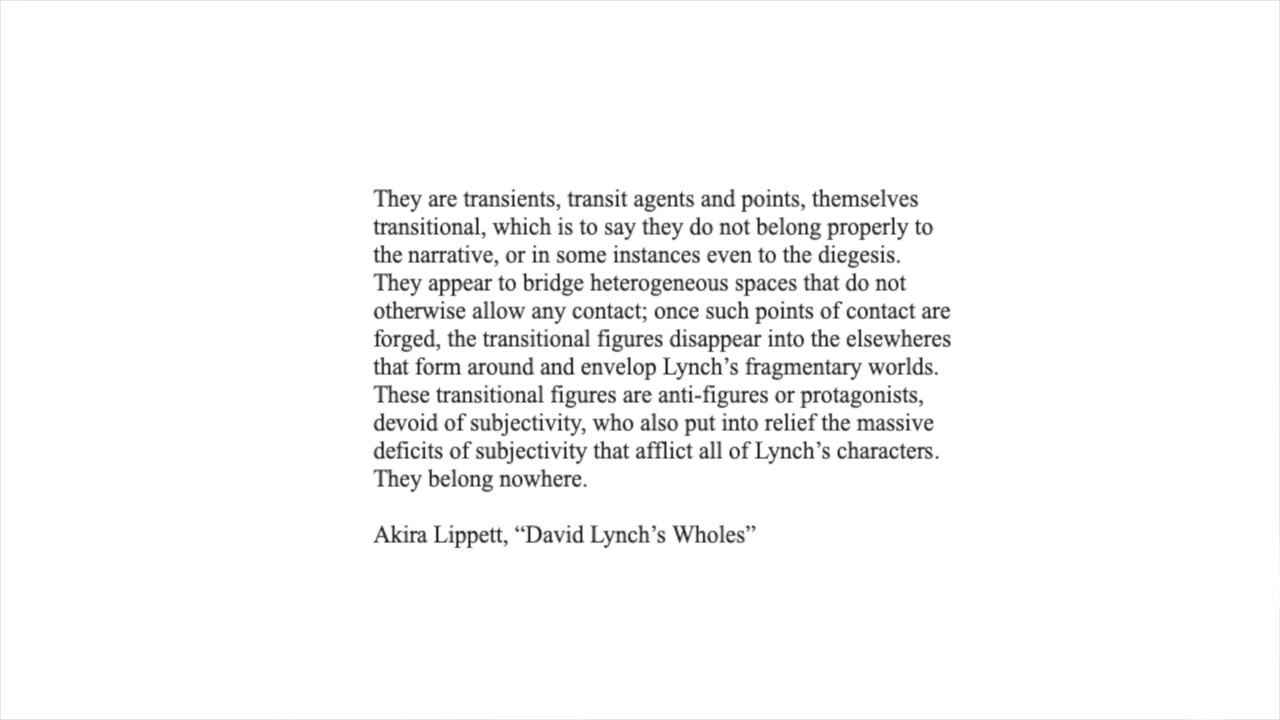 They are transients, transit agents and points, themselves
transitional, which is to say they do not belong properly to
the narrative, or in some instances even to the diegesis.
They appear to bridge heterogeneous spaces that do not
otherwise allow any contact; once such points of contact are
forged, the transitional figures disappear into the elsewheres
that form around and envelop Lynch’s fragmentary worlds.
These transitional figures are anti-figures or protagonists,
devoid of subjectivity, who also put into relief the massive
deficits of subjectivity that afflict all of Lynch’s characters.
They belong nowhere.
Akira Lippett, “David Lynch’s Wholes”